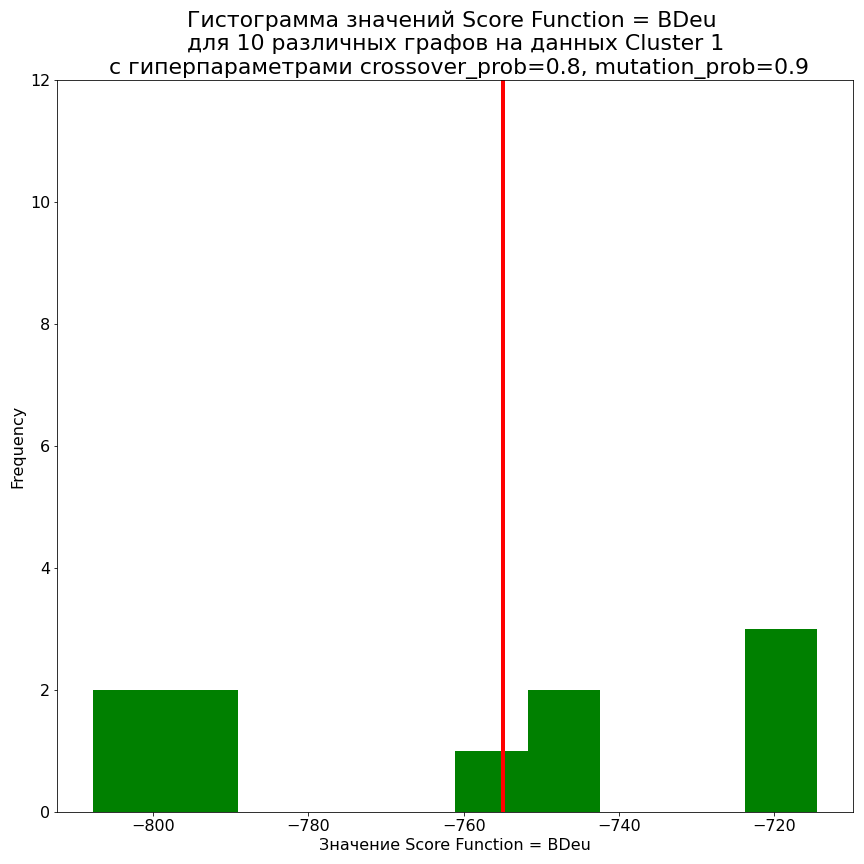 Гистограмма значений Score Function = BDeu
для 10 различных графов на данных Cluster 1
с гиперпараметрами crossover_prob=0.8, mutation_prob=0.9
12
10
8
6
4
2
0
Frequency
−800
−780
−760
−740
−720
Значение Score Function = BDeu